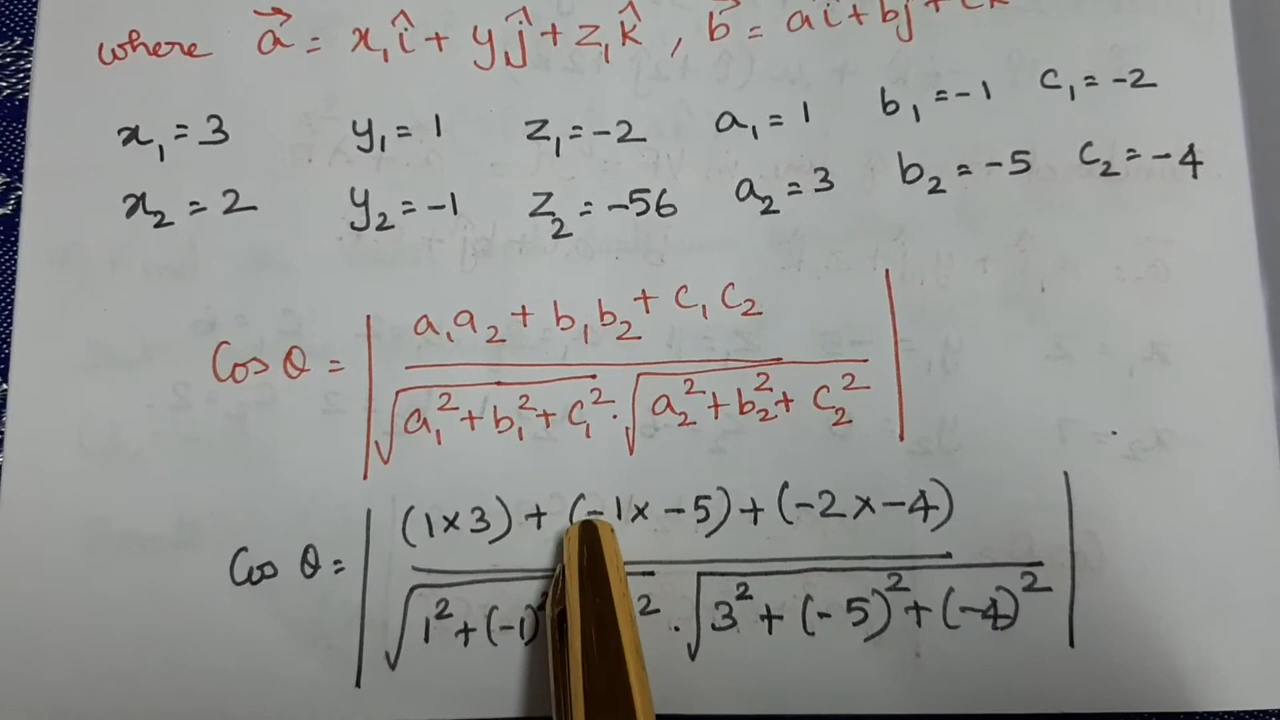 where a⃗ = x₁î + yĵ + z₁k̂, b⃗ = ai + bj +
x₁ = 3 y₁ = 1 z₁ = -2 a₁ = 1 b₁ = -1 c₁ = -2
x₂ = 2 y₂ = -1 z₂ = -56 a₂ = 3 b₂ = -5 c₂ = -4
Cos θ = | a₁a₂ + b₁b₂ + c₁c₂ / √(a₁² + b₁² + c₁²) . √(a₂² + b₂² + c₂²) |
Cos θ = | (1×3) + (-1×-5) + (-2×-4) / √(1² + (-1)² ² . √(3² + (-5)² + (-4)²) |